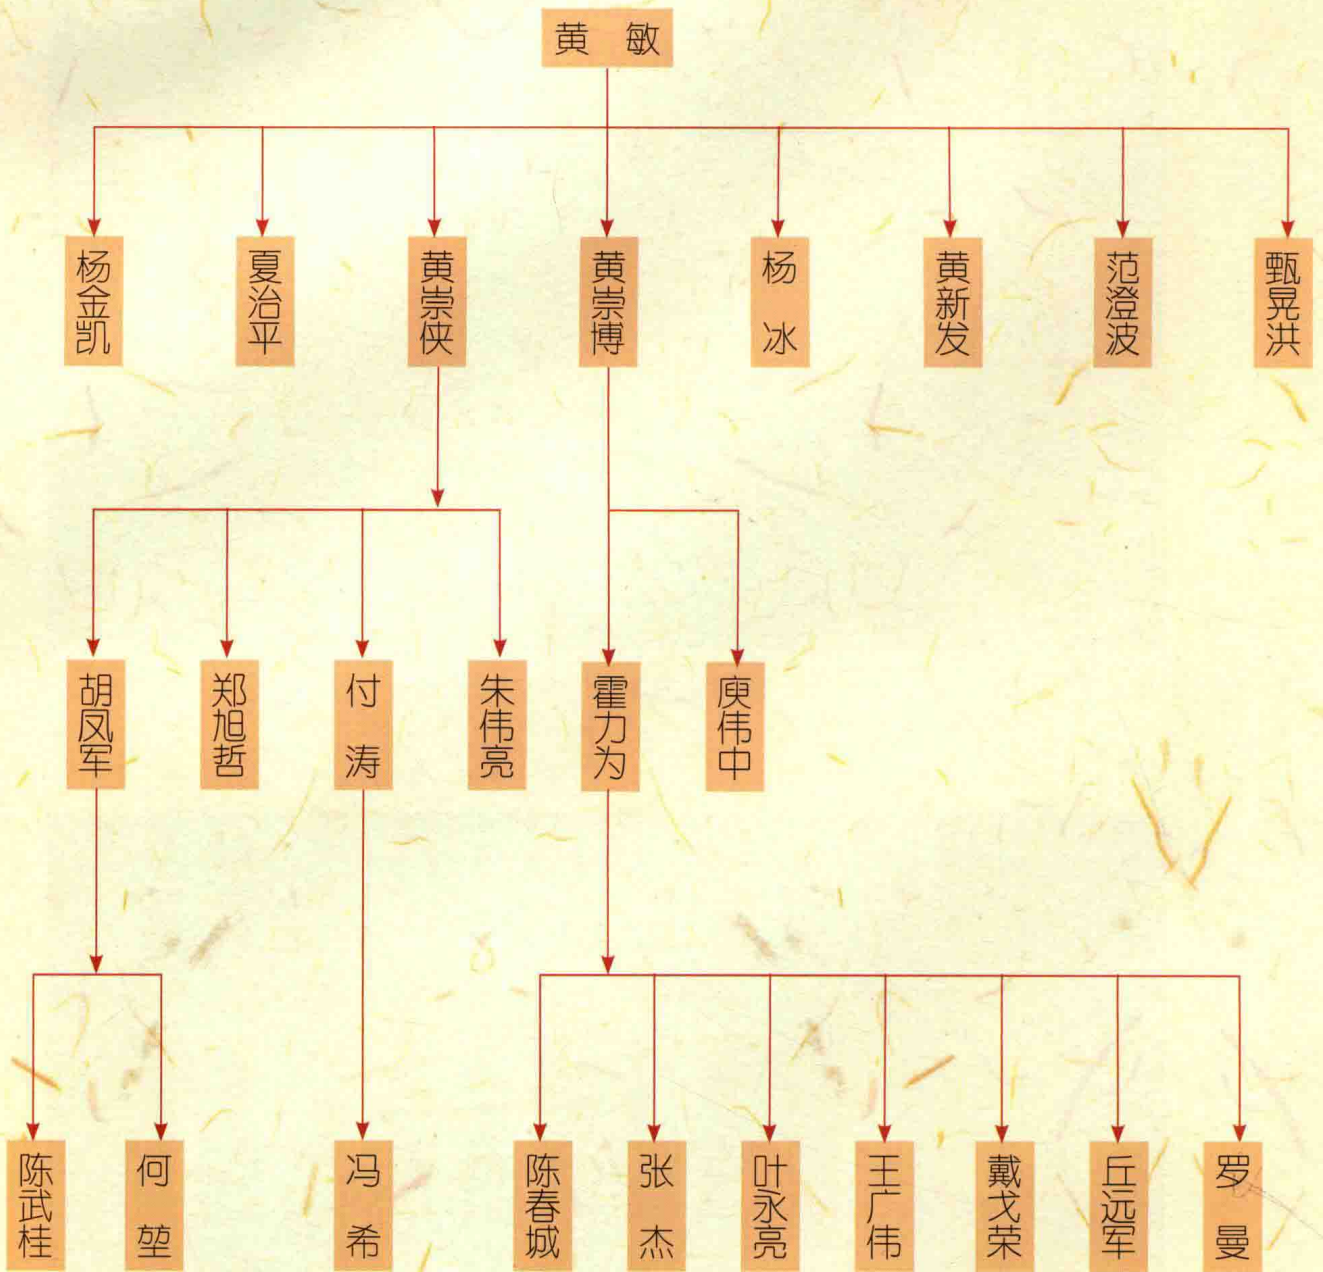 黄敏
杨金凯
夏治平
黄崇侠
黄崇博
杨冰
黄新发
范澄波
甄晃洪
胡凤军
郑旭哲
付涛
朱伟亮
霍力为
庾伟中
陈武桂
何堃
冯希
陈春城
张杰
叶永亮
王广伟
戴戈荣
丘远军
罗曼